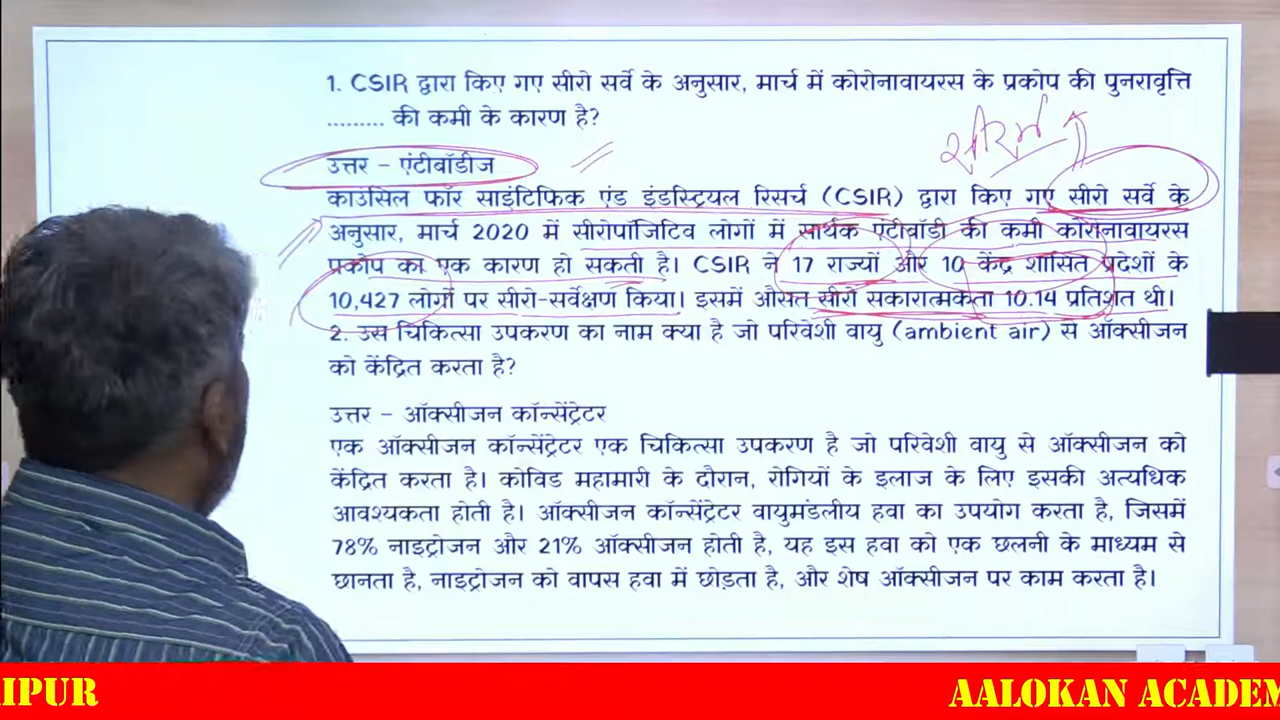 1. CSIR द्वारा किए गए सीरो सर्वे के अनुसार, मार्च में कोरोनावायरस के प्रकोप की पुनरावृत्ति
......... की कमी के कारण है?
उत्तर – एंटीबॉडीज
काउंसिल फॉर साइंटिफिक एंड इंडस्ट्रियल रिसर्च (CSIR) द्वारा किए गए सीरो सर्वे के
अनुसार, मार्च 2020 में सीरोपॉजिटिव लोगों में सार्थक एंटीबॉडी की कमी कोरोनावायरस
प्रकोप का एक कारण हो सकती है। CSIR ने 17 राज्यों और 10 केंद्र शासित प्रदेशों के
10,427 लोगों पर सीरो-सर्वेक्षण किया। इसमें औसत सीरो सकारात्मकता 10.14 प्रतिशत थी।
2. उस चिकित्सा उपकरण का नाम क्या है जो परिवेशी वायु (ambient air) से ऑक्सीजन
को केंद्रित करता है?
उत्तर – ऑक्सीजन कॉन्सेंट्रेटर
एक ऑक्सीजन कॉन्सेंट्रेटर एक चिकित्सा उपकरण है जो परिवेशी वायु से ऑक्सीजन को
केंद्रित करता है। कोविड महामारी के दौरान, रोगियों के इलाज के लिए इसकी अत्यधिक
आवश्यकता होती है। ऑक्सीजन कॉन्सेंट्रेटर वायुमंडलीय हवा का उपयोग करता है, जिसमें
78% नाइट्रोजन और 21% ऑक्सीजन होती है, यह इस हवा को एक छलनी के माध्यम से
छानता है, नाइट्रोजन को वापस हवा में छोड़ता है, और शेष ऑक्सीजन पर काम करता है।
IPUR
AALOKAN ACADEM